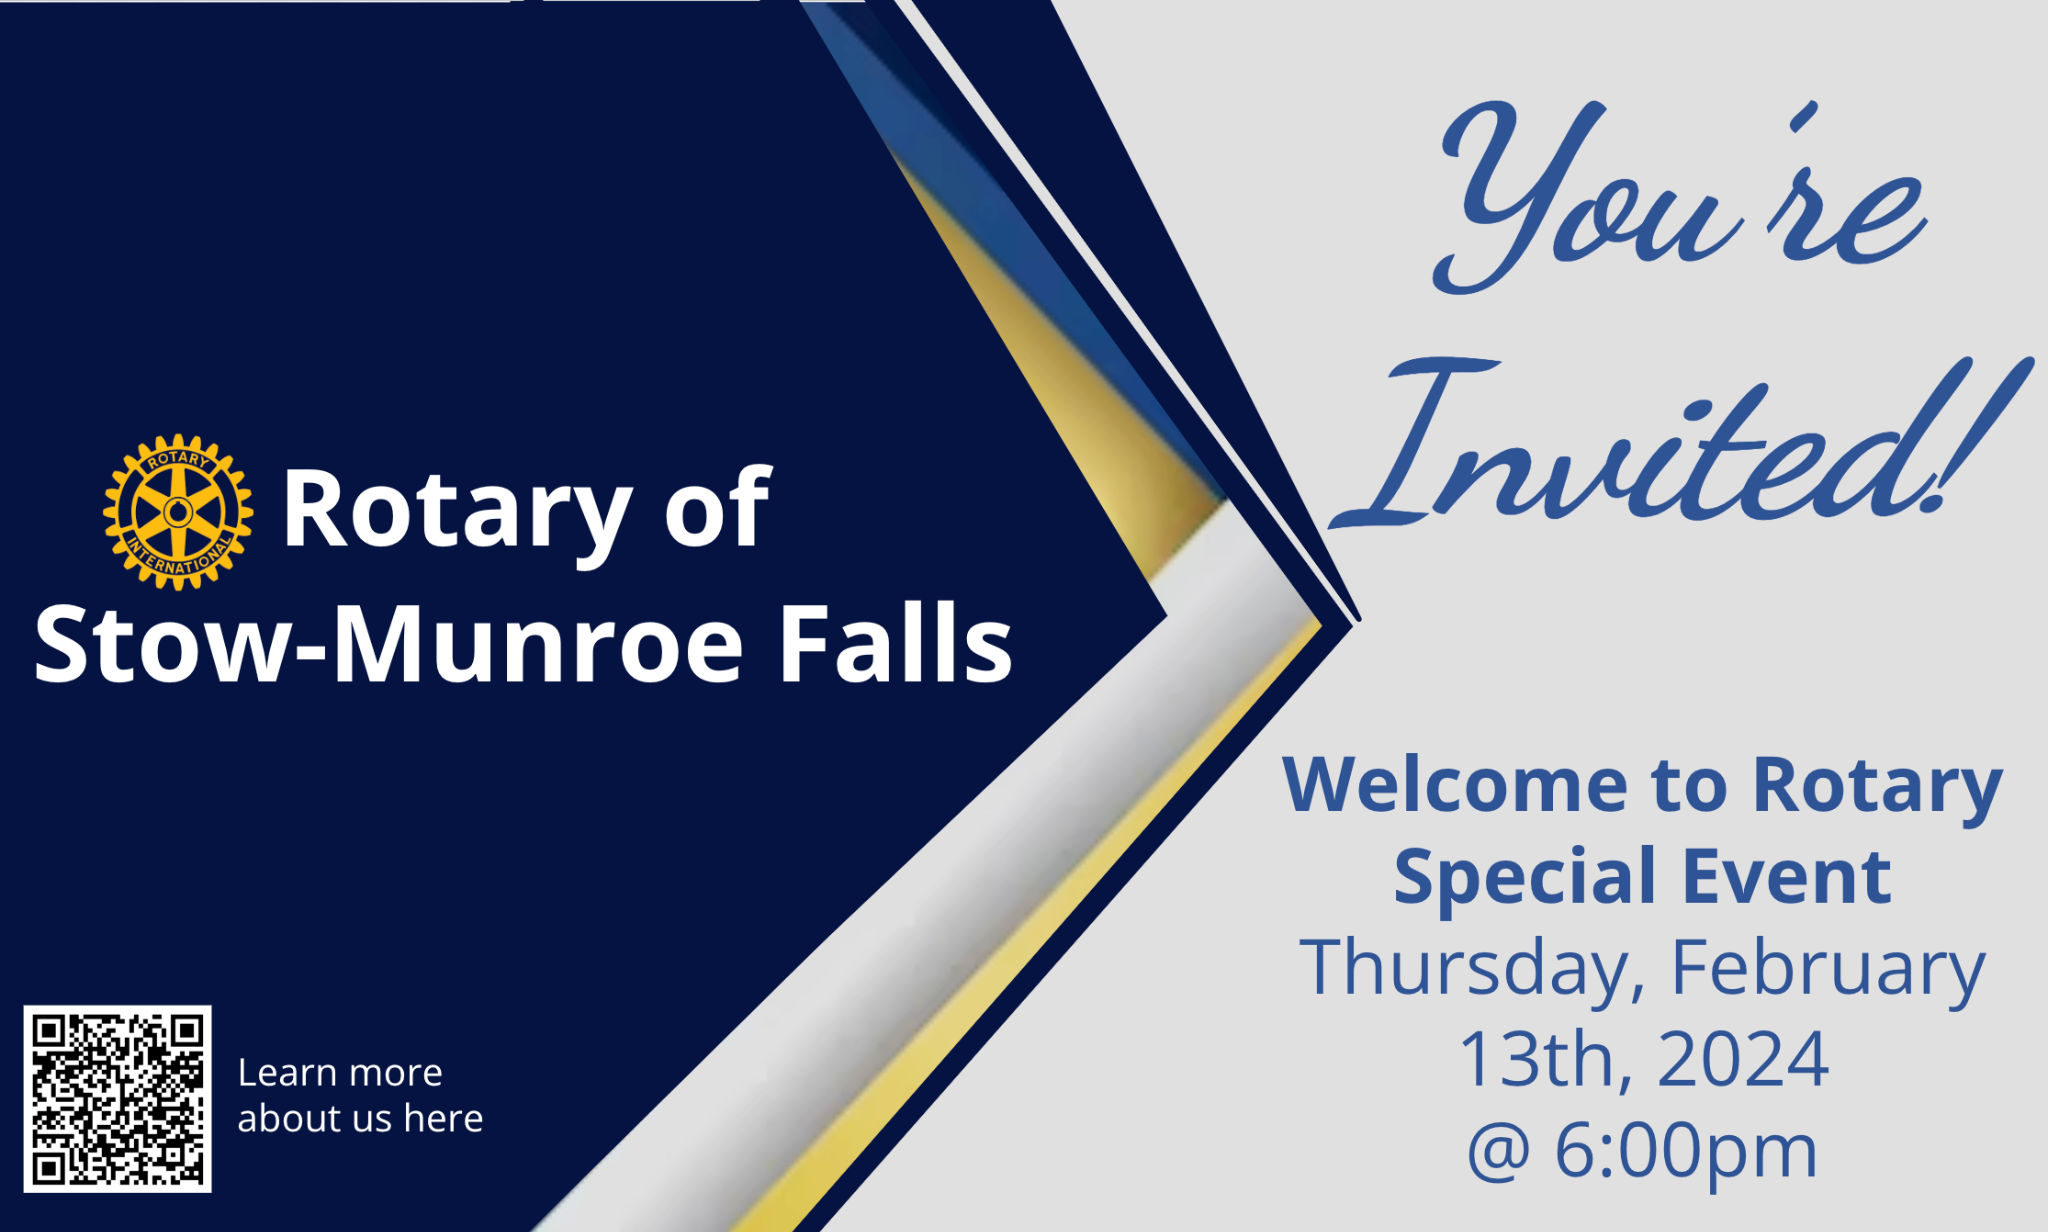 ROTARY
INTERNATIONAL
Rotary of
Stow-Munroe Falls
Learn more
about us here
You're
Invited!
Welcome to Rotary
Special Event
Thursday, February
13th, 2024
@ 6:00pm